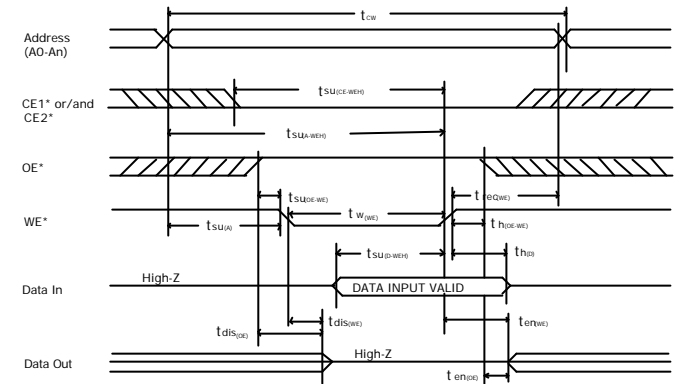 tcw
Address
(A0-An)
CE1* or/and
CE2*
tsu(CE-WEH)
tsu(A-WEH)
OE*
tsu(OE-WE)
trec(WE)
WE*
tsu(A)
tw(WE)
th(OE-WE)
tsu(D-WEH)
th(D)
High-Z
Data In
DATA INPUT VALID
tdis(OE)
tdis(WE)
ten(WE)
Data Out
High-Z
ten(OE)